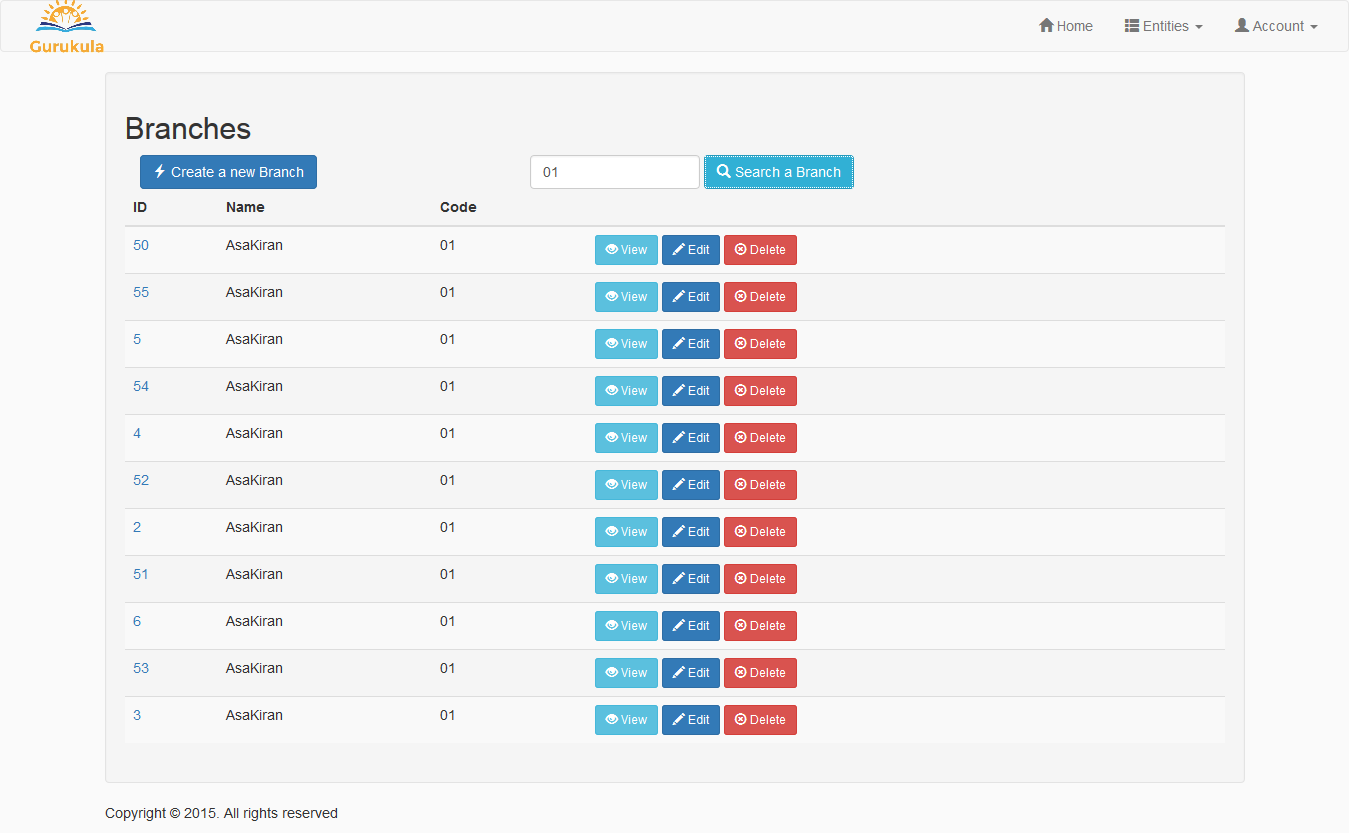 Gurukula
Home Entities Account
Branches
Create a new Branch 01 Search a Branch
ID Name Code
50 AsaKiran 01 View Edit Delete
55 AsaKiran 01 View Edit Delete
5 AsaKiran 01 View Edit Delete
54 AsaKiran 01 View Edit Delete
4 AsaKiran 01 View Edit Delete
52 AsaKiran 01 View Edit Delete
2 AsaKiran 01 View Edit Delete
51 AsaKiran 01 View Edit Delete
6 AsaKiran 01 View Edit Delete
53 AsaKiran 01 View Edit Delete
3 AsaKiran 01 View Edit Delete
Copyright © 2015. All rights reserved